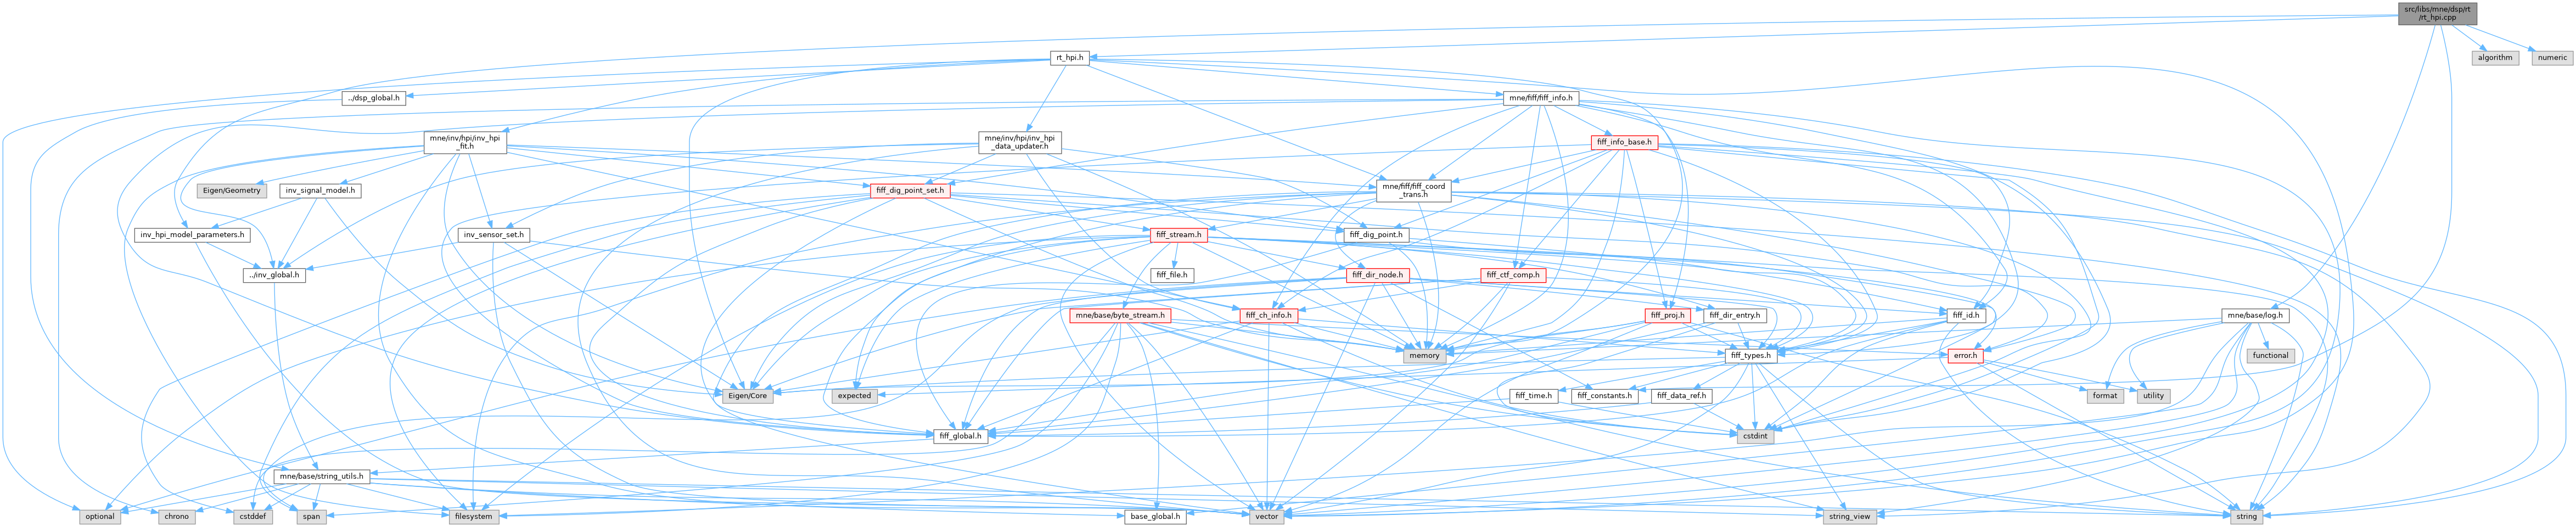 src/libs/mne/dsp/rt
/rt_hpi.cpp
rt_hpi.h
algorithm
numeric
../dsp_global.h
mne/fiff/fiff_info.h
mne/inv/hpi/inv_hpi
_fit.h
mne/inv/hpi/inv_hpi
_data_updater.h
fiff_info_base.h
Eigen/Geometry
inv_signal_model.h
fiff_dig_point_set.h
mne/fiff/fiff_coord
_trans.h
inv_hpi_model_parameters.h
inv_sensor_set.h
fiff_stream.h
fiff_dig_point.h
../inv_global.h
fiff_file.h
fiff_dir_node.h
fiff_ctf_comp.h
mne/base/byte_stream.h
fiff_ch_info.h
fiff_proj.h
fiff_dir_entry.h
fiff_id.h
mne/base/log.h
memory
fiff_types.h
error.h
functional
Eigen/Core
expected
fiff_time.h
fiff_constants.h
fiff_data_ref.h
format
utility
fiff_global.h
cstdint
mne/base/string_utils.h
optional
chrono
cstddef
span
filesystem
base_global.h
vector
string_view
string